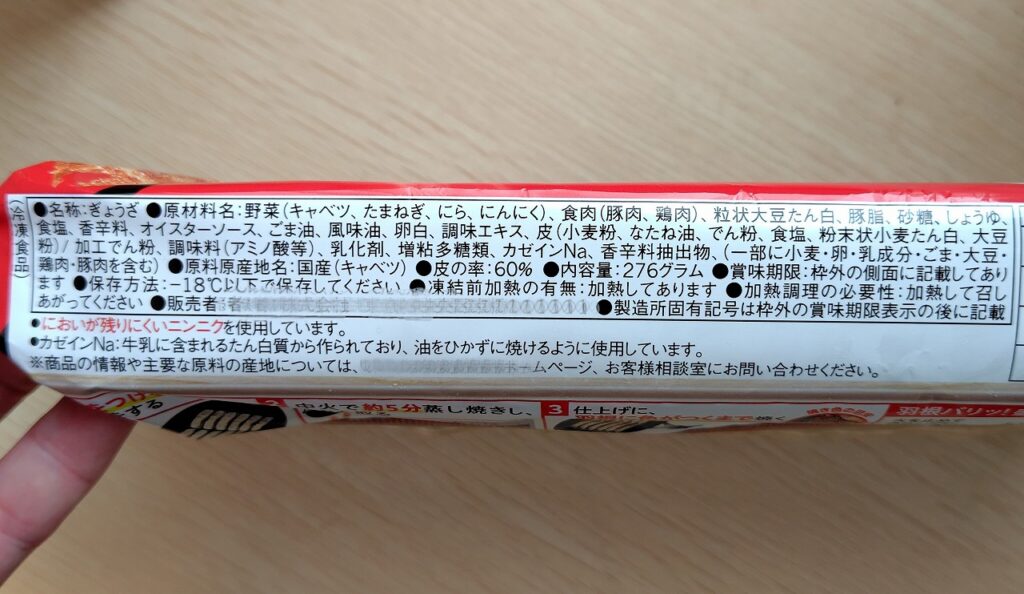 (冷凍食品)
●名称:ぎょうざ ●原材料名:野菜(キャベツ、たまねぎ、にら、にんにく)、食肉(豚肉、鶏肉)、粒状大豆たん白、豚脂、砂糖、しょうゆ、
食塩、香辛料、オイスターソース、ごま油、風味油、卵白、調味エキス、皮(小麦粉、なたね油、でん粉、食塩、粉末状小麦たん白、大豆
粉)/加工でん粉、調味料(アミノ酸等)、乳化剤、増粘多糖類、カゼインNa、香辛料抽出物、(一部に小麦・卵・乳成分・ごま・大豆・
鶏肉・豚肉を含む) ●原料原産地名:国産(キャベツ) ●皮の率:60% ●内容量:276グラム ●賞味期限:枠外の側面に記載してあり
ます ●保存方法:−18℃以下で保存してください ●凍結前加熱の有無:加熱してあります ●加熱調理の必要性:加熱して召し
あがってください ●販売者 ●製造所固有記号は枠外の賞味期限表示の後に記載
●においが残りにくいニンニクを使用しています。
●カゼインNa:牛乳に含まれるたん白質から作られており、油をひかずに焼けるように使用しています。
※商品の情報や主要な原料の産地については、ホームページ、お客様相談室にお問い合わせください。
する
中火で約5分蒸し焼きし、
3 仕上げに、
羽根パリッ!